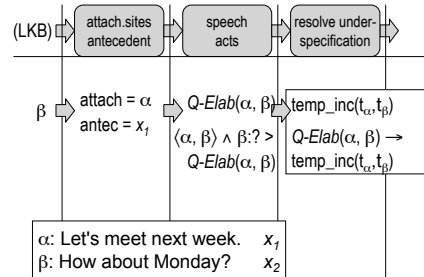 (LKB)
attach.sites
antecedent
speech
acts
resolve under-
specification
β
attach = α
antec = x1
Q-Elab(α, β)
⟨α, β⟩ ∧ β:? >
Q-Elab(α, β)
temp_inc(tα,tβ)
Q-Elab(α, β) →
temp_inc(tα,tβ)
α: Let's meet next week. x1
β: How about Monday? x2